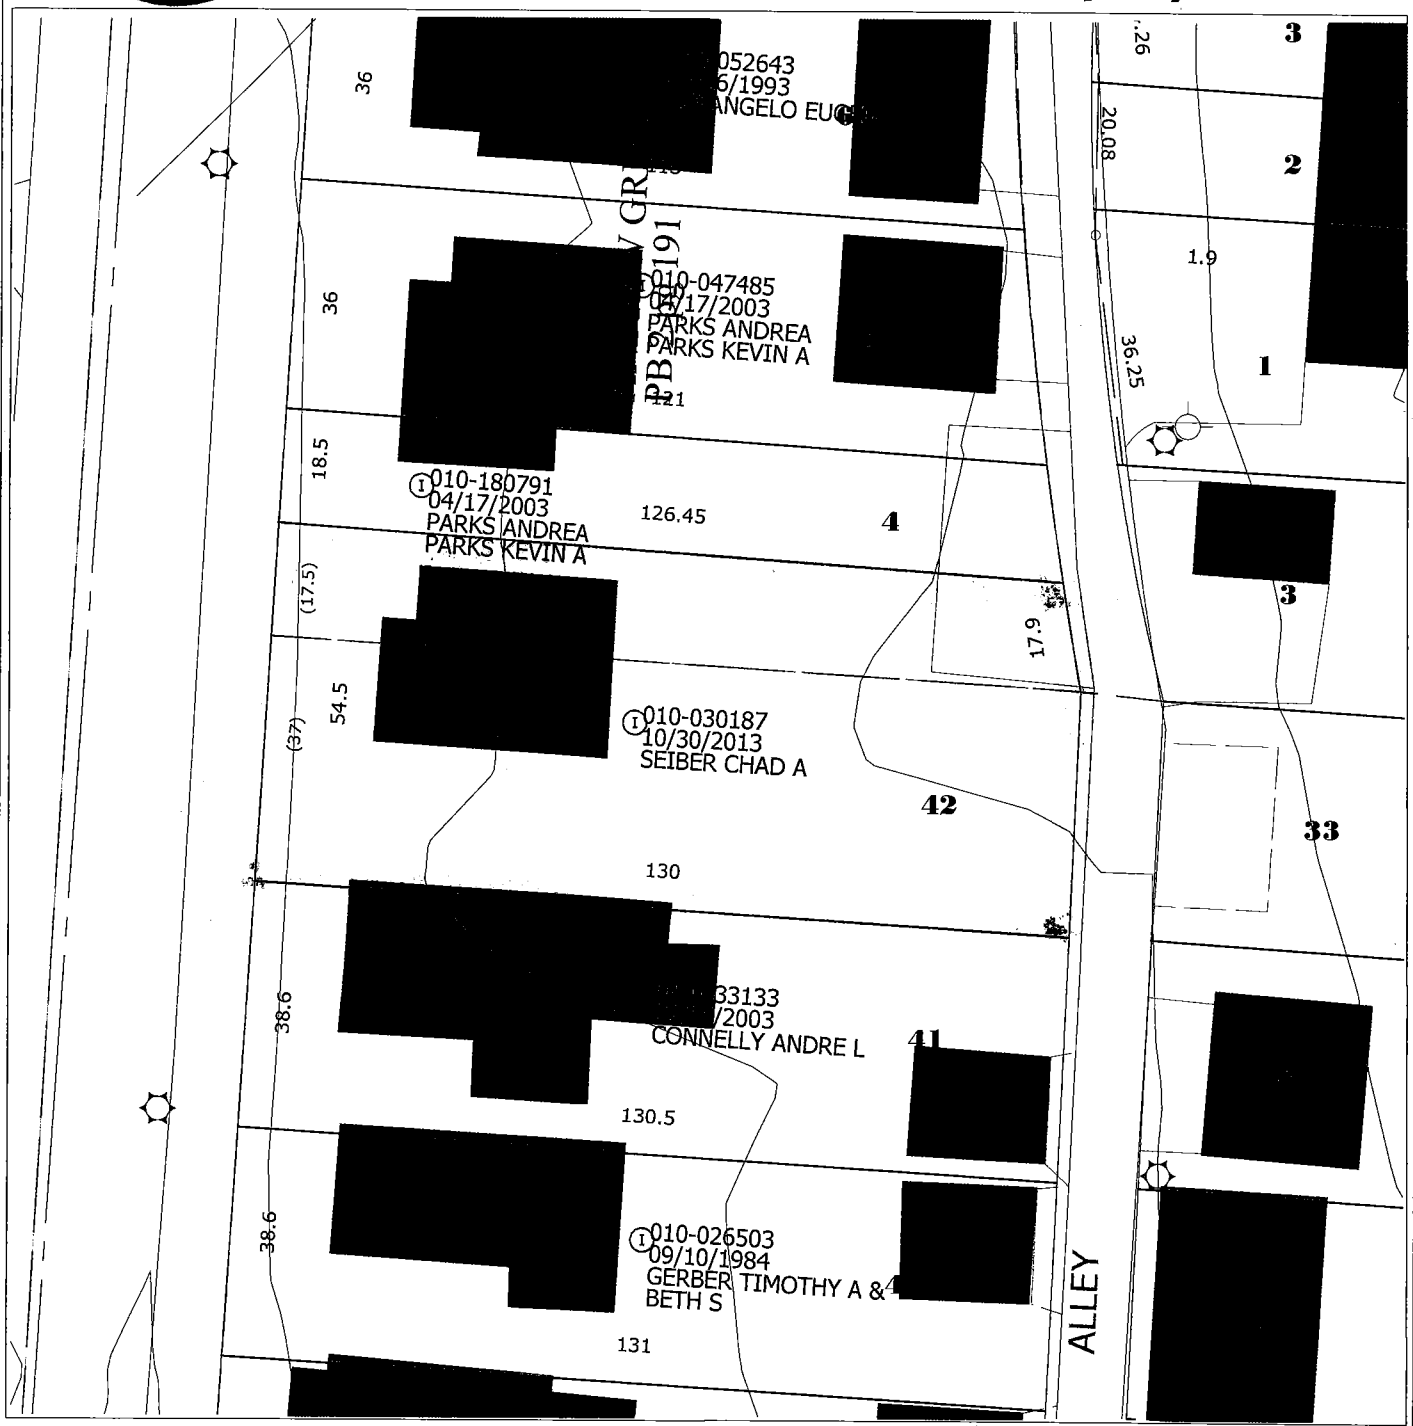 36
052643
6/1993
ANGELO
.26
3
20.08
2
1.9
36
PB 191
010-047485
04/17/2003
PARKS ANDREA
PARKS KEVIN A
121
36.25
1
18.5
I 010-180791
04/17/2003
PARKS ANDREA
PARKS KEVIN A
126.45
4
(17.5)
17.9
3
54.5
(37)
I 010-030187
10/30/2013
SEIBER CHAD A
42
33
130
33133
/2003
CONNELLY ANDRE L
41
38.6
130.5
38.6
I 010-026503
09/10/1984
GERBER TIMOTHY A &
BETH S
131
ALLEY